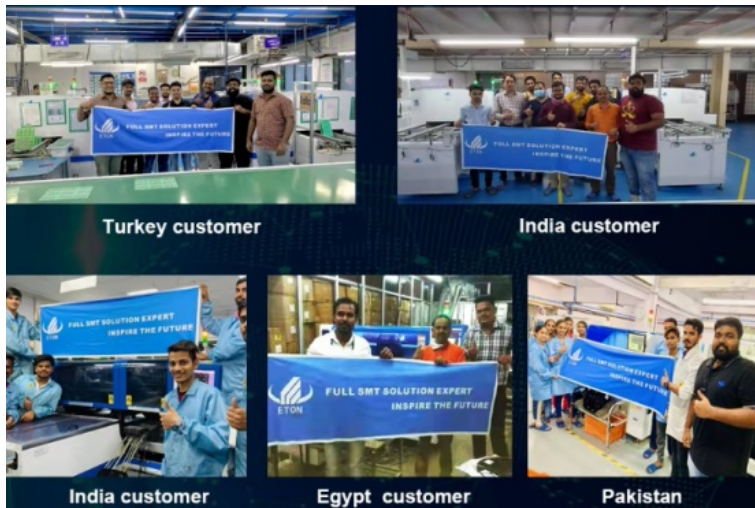 ETON
FULL SMT SOLUTION EXPERT
INSPIRE THE FUTURE
ETON
FULL SMT SOLUTION EXPERT
INSPIRE THE FUTURE
Turkey customer
India customer
ETON
FULL SMT SOLUTION EXPERT
INSPIRE THE FUTURE
ETON
FULL SMT SOLUTION EXPERT
INSPIRE THE FUTURE
ETON
FULL SMT SOLUTION EXPERT
INSPIRE THE FUTURE
India customer
Egypt customer
Pakistan